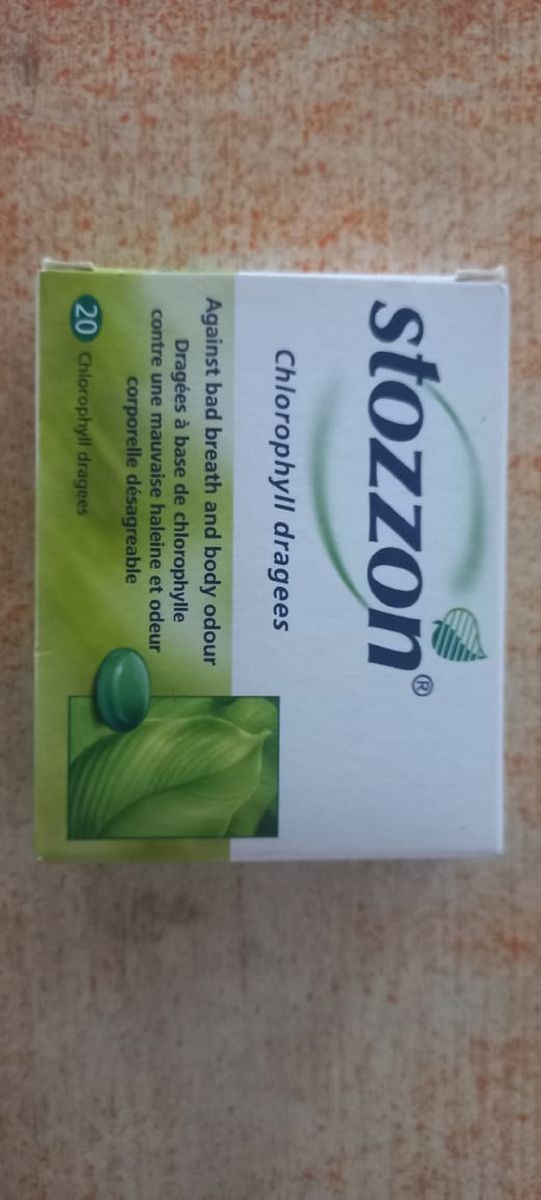 stozzon®
Chlorophyll dragees
Against bad breath and body odour
Dragées à base de chlorophylle
contre une mauvaise haleine et odeur
corporelle désagreable
20 Chlorophyll dragees